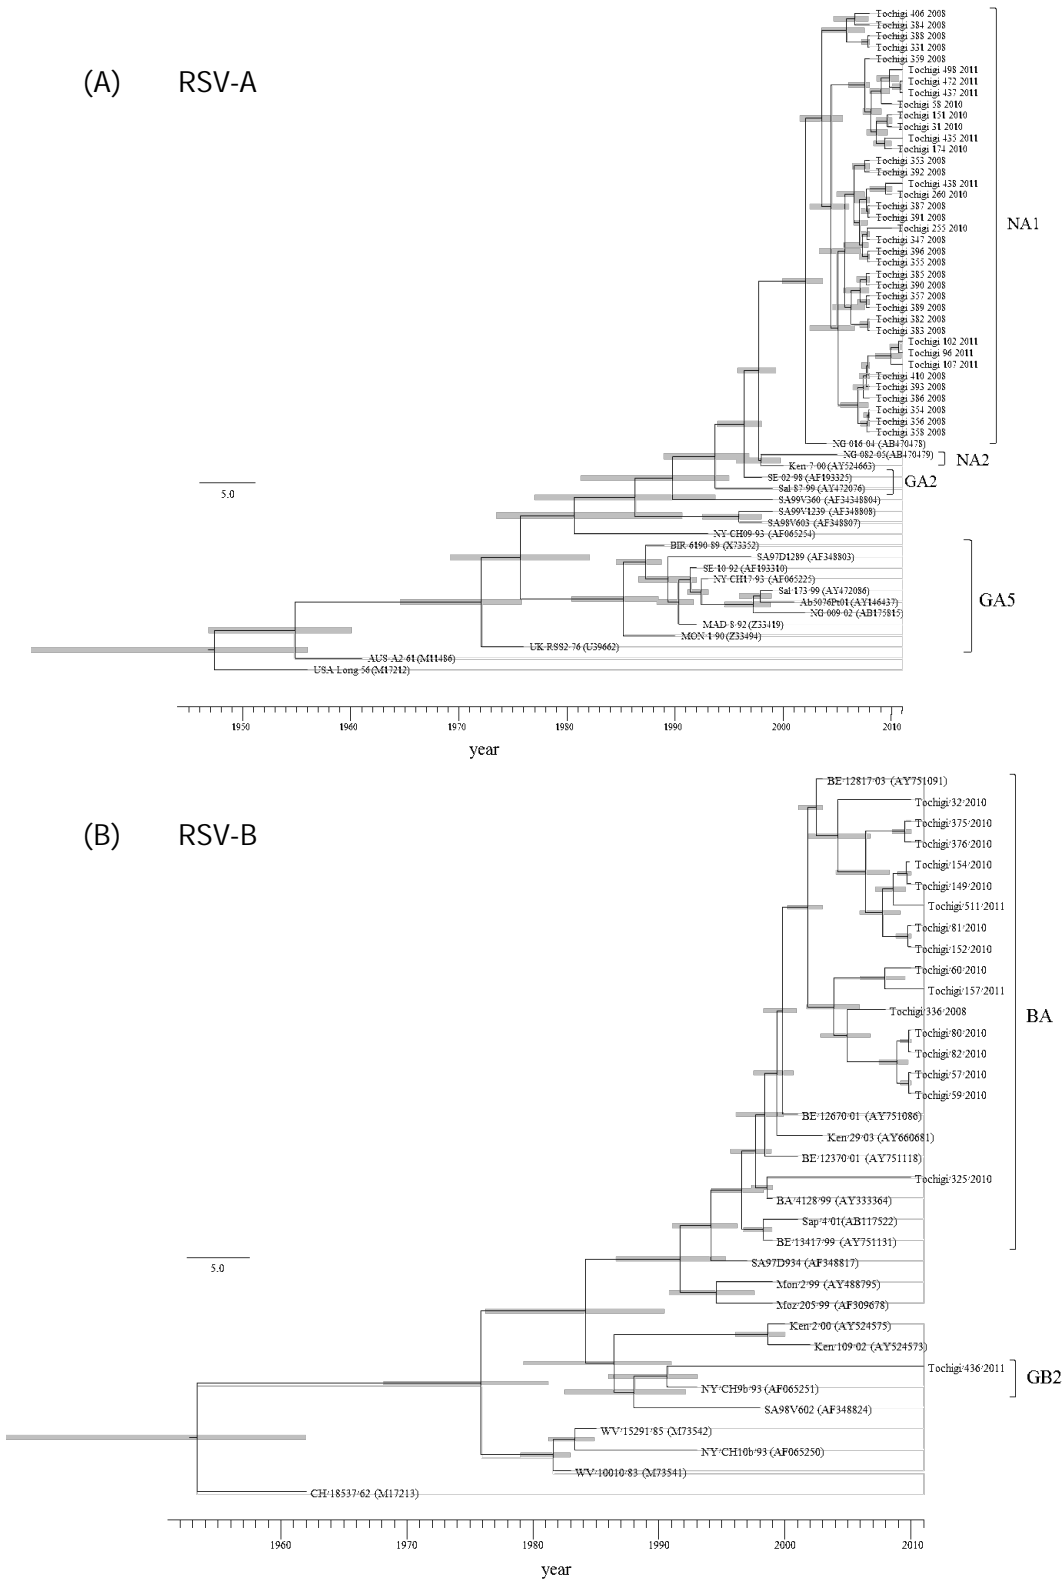 (A) RSV-A
Tochigi 406 2008
Tochigi 384 2008
Tochigi 388 2008
Tochigi 331 2008
Tochigi 359 2008
Tochigi 498 2011
Tochigi 472 2011
Tochigi 437 2011
Tochigi 58 2010
Tochigi 151 2010
Tochigi 31 2010
Tochigi 435 2011
Tochigi 174 2010
Tochigi 353 2008
Tochigi 392 2008
Tochigi 438 2011
Tochigi 260 2010
Tochigi 387 2008
Tochigi 391 2008
Tochigi 255 2010
Tochigi 347 2008
Tochigi 396 2008
Tochigi 355 2008
Tochigi 385 2008
Tochigi 390 2008
Tochigi 357 2008
Tochigi 389 2008
Tochigi 382 2008
Tochigi 383 2008
Tochigi 102 2011
Tochigi 96 2011
Tochigi 107 2011
Tochigi 410 2008
Tochigi 393 2008
Tochigi 386 2008
Tochigi 354 2008
Tochigi 356 2008
Tochigi 358 2008
NG 016 04 (AB470478)
NA1
NG 082 05(AB470479)
Ken 7 00 (AY524663)
NA2
SE 02 98 (AF193325)
Sal 87 99 (AY472076)
GA2
SA99V360 (AF34348804)
SA99V1239 (AF348808)
SA98V603 (AF348807)
NY CH09 93 (AF065254)
BIR 6190 89 (X73352)
SA97D1289 (AF348803)
SE 10 92 (AF193310)
NY CH17 93 (AF065225)
Sal 173 99 (AY472086)
Ab5076Pt01(AY146437)
NG 009 02 (AB175815)
MAD 8 92 (Z33419)
MON 1 90 (Z33494)
UK RSS2 76 (U39662)
GA5
AUS A2 61 (M11486)
USA Long 56 (M17212)
5.0
1950 1960 1970 1980 1990 2000 2010
year
(B) RSV-B
BE 12817 03 (AY751091)
Tochigi 32 2010
Tochigi 375 2010
Tochigi 376 2010
Tochigi 154 2010
Tochigi 149 2010
Tochigi 511 2011
Tochigi 81 2010
Tochigi 152 2010
Tochigi 60 2010
Tochigi 157 2011
Tochigi 336 2008
Tochigi 80 2010
Tochigi 82 2010
Tochigi 57 2010
Tochigi 59 2010
BE 12670 01 (AY751086)
Ken 29 03 (AY660681)
BE 12370 01 (AY751118)
Tochigi 325 2010
BA 4128 99 (AY333364)
Sap 4 01(AB117522)
BE 13417 99 (AY751131)
BA
SA97D934 (AF348817)
Mon 2 99 (AY488795)
Moz 205 99 (AF309678)
Ken 2 00 (AY524575)
Ken 109 02 (AY524573)
Tochigi 436 2011
NY CH9b 93 (AF065251)
GB2
SA98V602 (AF348824)
WV 15291 85 (M73542)
NY CH10b 93 (AF065250)
WV 10010 83 (M73541)
CH 18537 62 (M17213)
5.0
1960 1970 1980 1990 2000 2010
year